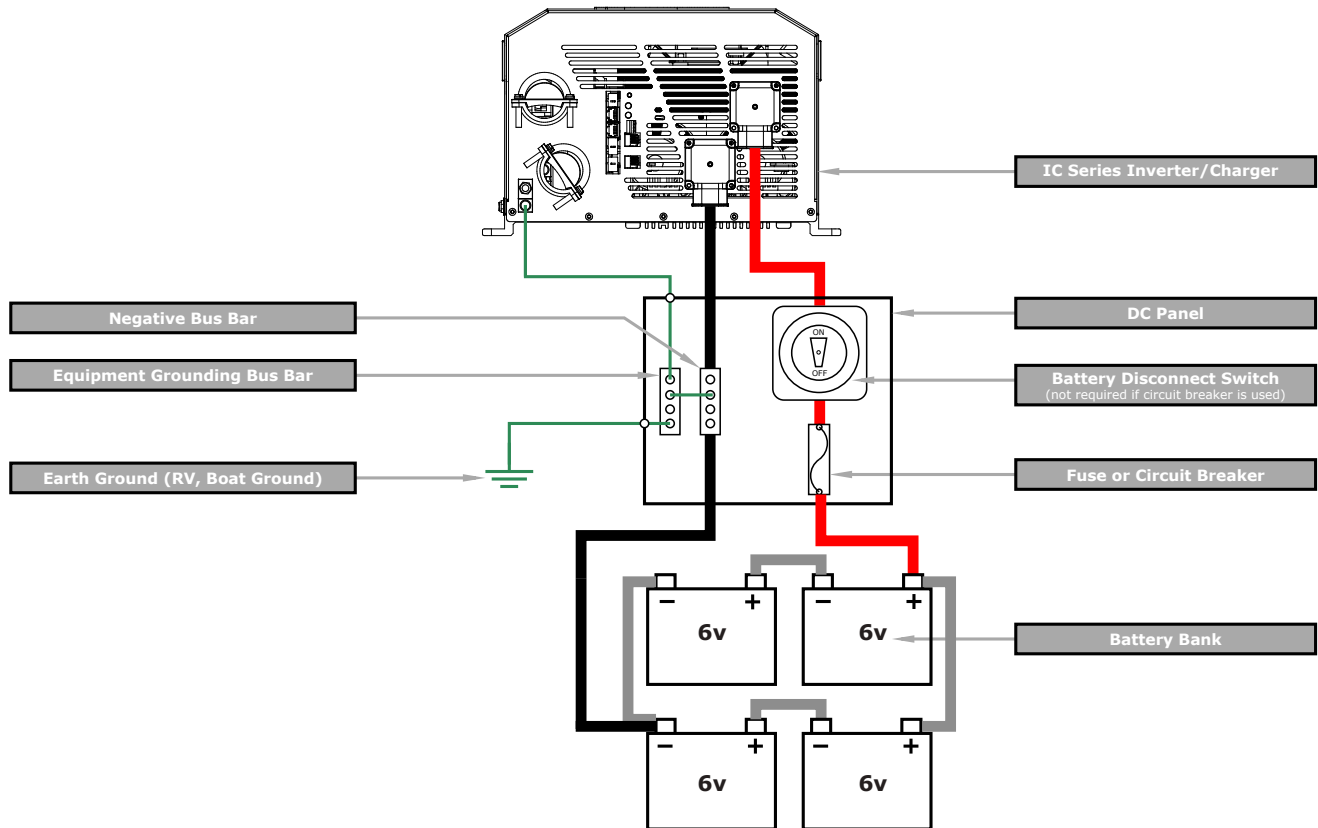 IC Series Inverter/Charger
ON
OFF
Negative Bus Bar
DC Panel
Equipment Grounding Bus Bar
Battery Disconnect Switch
(not required if circuit breaker is used)
Earth Ground (RV, Boat Ground)
Fuse or Circuit Breaker
− + − +
6v 6v
Battery Bank
− + − +
6v 6v